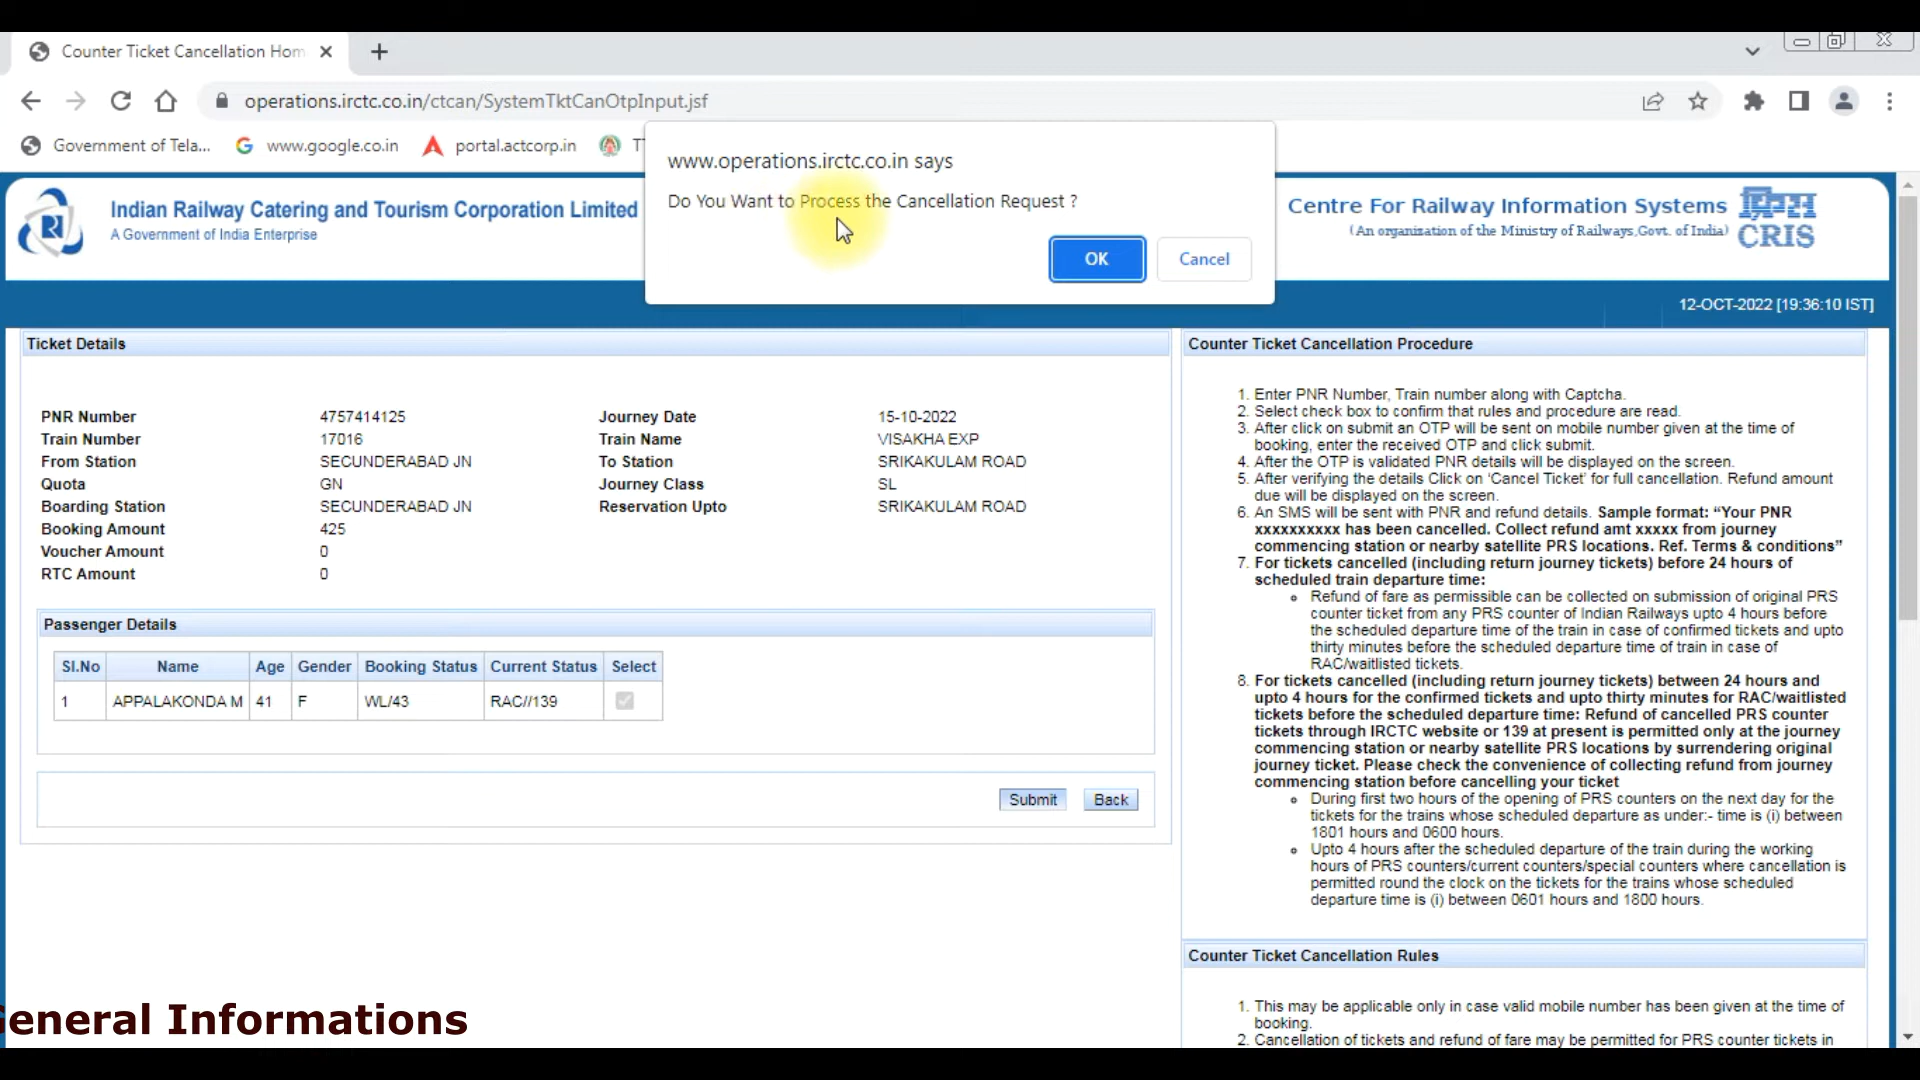 Counter Ticket Cancellation Hom
operations.irctc.co.in/ctcan/SystemTktCanOtpInput.jsf
Government of Tela...
www.google.co.in
portal.actcorp.in
www.operations.irctc.co.in says
Do You Want to Process the Cancellation Request ?
OK
Cancel
Indian Railway Catering and Tourism Corporation Limited
A Government of India Enterprise
Centre For Railway Information Systems
(An organization of the Ministry of Railways,Govt. of India)
CRIS
12-OCT-2022 [19:36:10 IST]
Ticket Details
PNR Number 4757414125 Journey Date 15-10-2022
Train Number 17016 Train Name VISAKHA EXP
From Station SECUNDERABAD JN To Station SRIKAKULAM ROAD
Quota GN Journey Class SL
Boarding Station SECUNDERABAD JN Reservation Upto SRIKAKULAM ROAD
Booking Amount 425
Voucher Amount 0
RTC Amount 0
Passenger Details
Sl.No Name Age Gender Booking Status Current Status Select
1 APPALAKONDA M 41 F WL/43 RAC//139
Submit
Back
Counter Ticket Cancellation Procedure
1. Enter PNR Number, Train number along with Captcha.
2. Select check box to confirm that rules and procedure are read.
3. After click on submit an OTP will be sent on mobile number given at the time of
booking, enter the received OTP and click submit.
4. After the OTP is validated PNR details will be displayed on the screen.
5. After verifying the details Click on 'Cancel Ticket' for full cancellation. Refund amount
due will be displayed on the screen.
6. An SMS will be sent with PNR and refund details. Sample format: “Your PNR
xxxxxxxxxx has been cancelled. Collect refund amt xxxxx from journey
commencing station or nearby satellite PRS locations. Ref. Terms & conditions”
7. For tickets cancelled (including return journey tickets) before 24 hours of
scheduled train departure time:
Refund of fare as permissible can be collected on submission of original PRS
counter ticket from any PRS counter of Indian Railways upto 4 hours before
the scheduled departure time of the train in case of confirmed tickets and upto
thirty minutes before the scheduled departure time of train in case of
RAC/waitlisted tickets.
8. For tickets cancelled (including return journey tickets) between 24 hours and
upto 4 hours for the confirmed tickets and upto thirty minutes for RAC/waitlisted
tickets before the scheduled departure time: Refund of cancelled PRS counter
tickets through IRCTC website or 139 at present is permitted only at the journey
commencing station or nearby satellite PRS locations by surrendering original
journey ticket. Please check the convenience of collecting refund from journey
commencing station before cancelling your ticket
During first two hours of the opening of PRS counters on the next day for the
tickets for the trains whose scheduled departure as under:- time is (i) between
1801 hours and 0600 hours.
Upto 4 hours after the scheduled departure of the train during the working
hours of PRS counters/current counters/special counters where cancellation is
permitted round the clock on the tickets for the trains whose scheduled
departure time is (i) between 0601 hours and 1800 hours.
Counter Ticket Cancellation Rules
1. This may be applicable only in case valid mobile number has been given at the time of
booking.
2. Cancellation of tickets and refund of fare may be permitted for PRS counter tickets in
eneral Informations